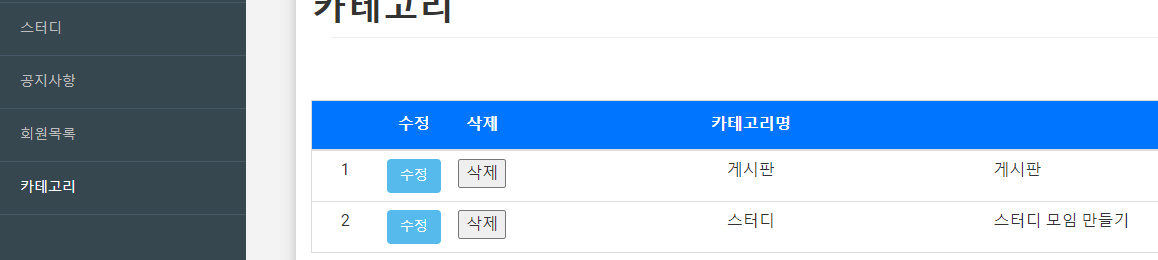 카테고리
스터디
공지사항
회원목록
카테고리
수정 삭제 카테고리명
1 수정 삭제 게시판 게시판
2 수정 삭제 스터디 스터디 모임 만들기